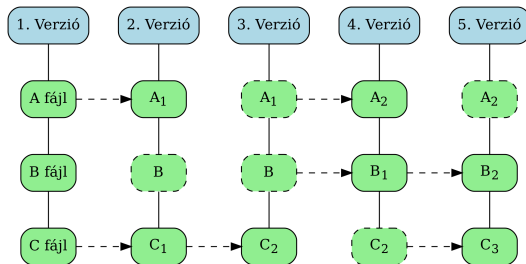 1. Verzió 2. Verzió 3. Verzió 4. Verzió 5. Verzió
A fájl A₁ A₁ A₂ A₂
B fájl B B B₁ B₂
C fájl C₁ C₂ C₂ C₃